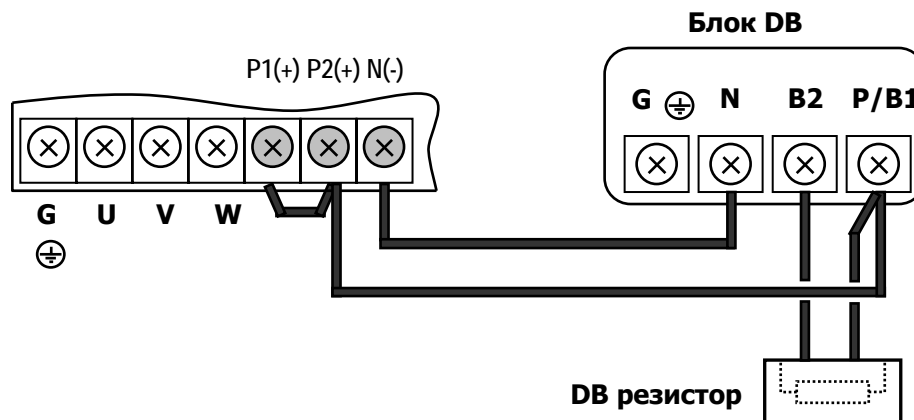 Блок DB
P1(+) P2(+) N(-)
G N B2 P/B1
G U V W
DB резистор